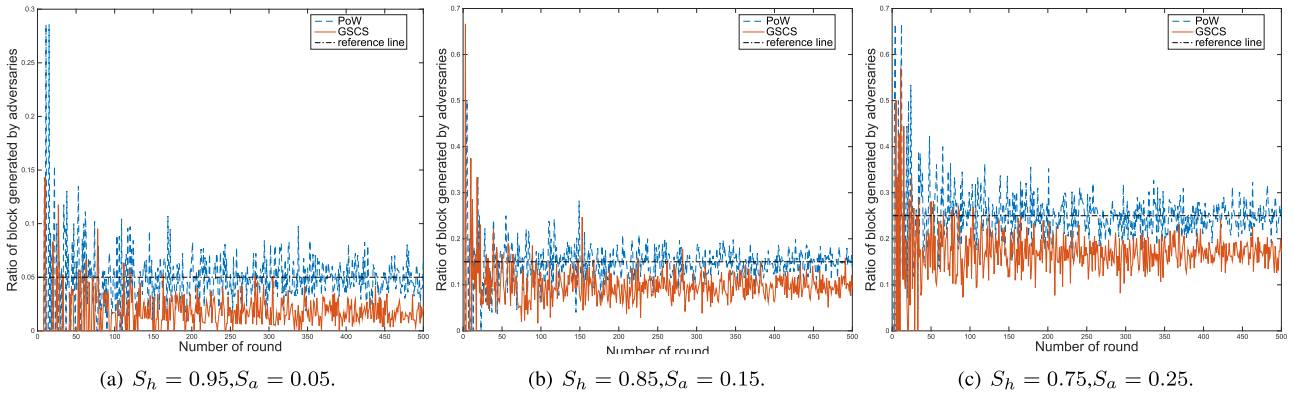 0.3
0.25
0.2
0.15
0.1
0.05
0
Ratio of block generated by adversaries
PoW
GSCS
reference line
0 50 100 150 200 250 300 350 400 450 500
Number of round
(a) S_h = 0.95,S_a = 0.05.
0.7
0.6
0.5
0.4
0.3
0.2
0.1
0
Ratio of block generated by adversaries
PoW
GSCS
reference line
0 50 100 150 200 250 300 350 400 450 500
Number of round
(b) S_h = 0.85,S_a = 0.15.
0.7
0.6
0.5
0.4
0.3
0.2
0.1
0
Ratio of block generated by adversaries
PoW
GSCS
reference line
0 50 100 150 200 250 300 350 400 450 500
Number of round
(c) S_h = 0.75,S_a = 0.25.